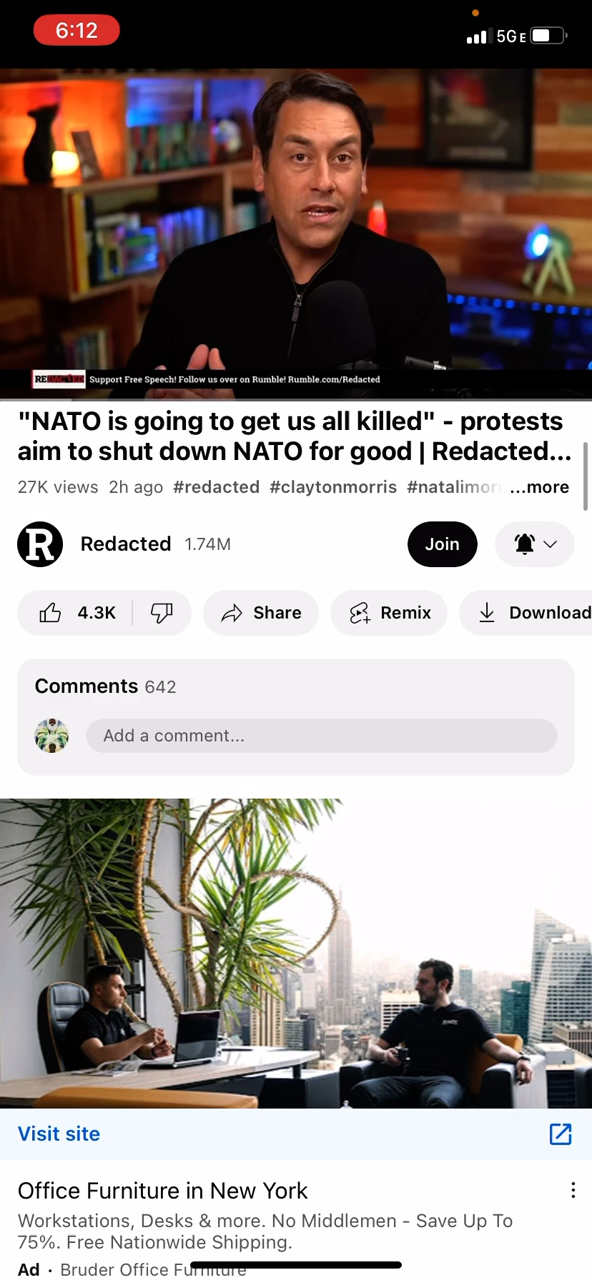 6:12
5GE
REDACTED Support Free Speech! Follow us over on Rumble! Rumble.com/Redacted
"NATO is going to get us all killed" - protests
aim to shut down NATO for good | Redacted...
27K views 2h ago #redacted #claytonmorris #natalimor ...more
R Redacted 1.74M Join
4.3K Share Remix Download
Comments 642
Add a comment...
Visit site
Office Furniture in New York
Workstations, Desks & more. No Middlemen - Save Up To
75%. Free Nationwide Shipping.
Ad · Bruder Office Furniture